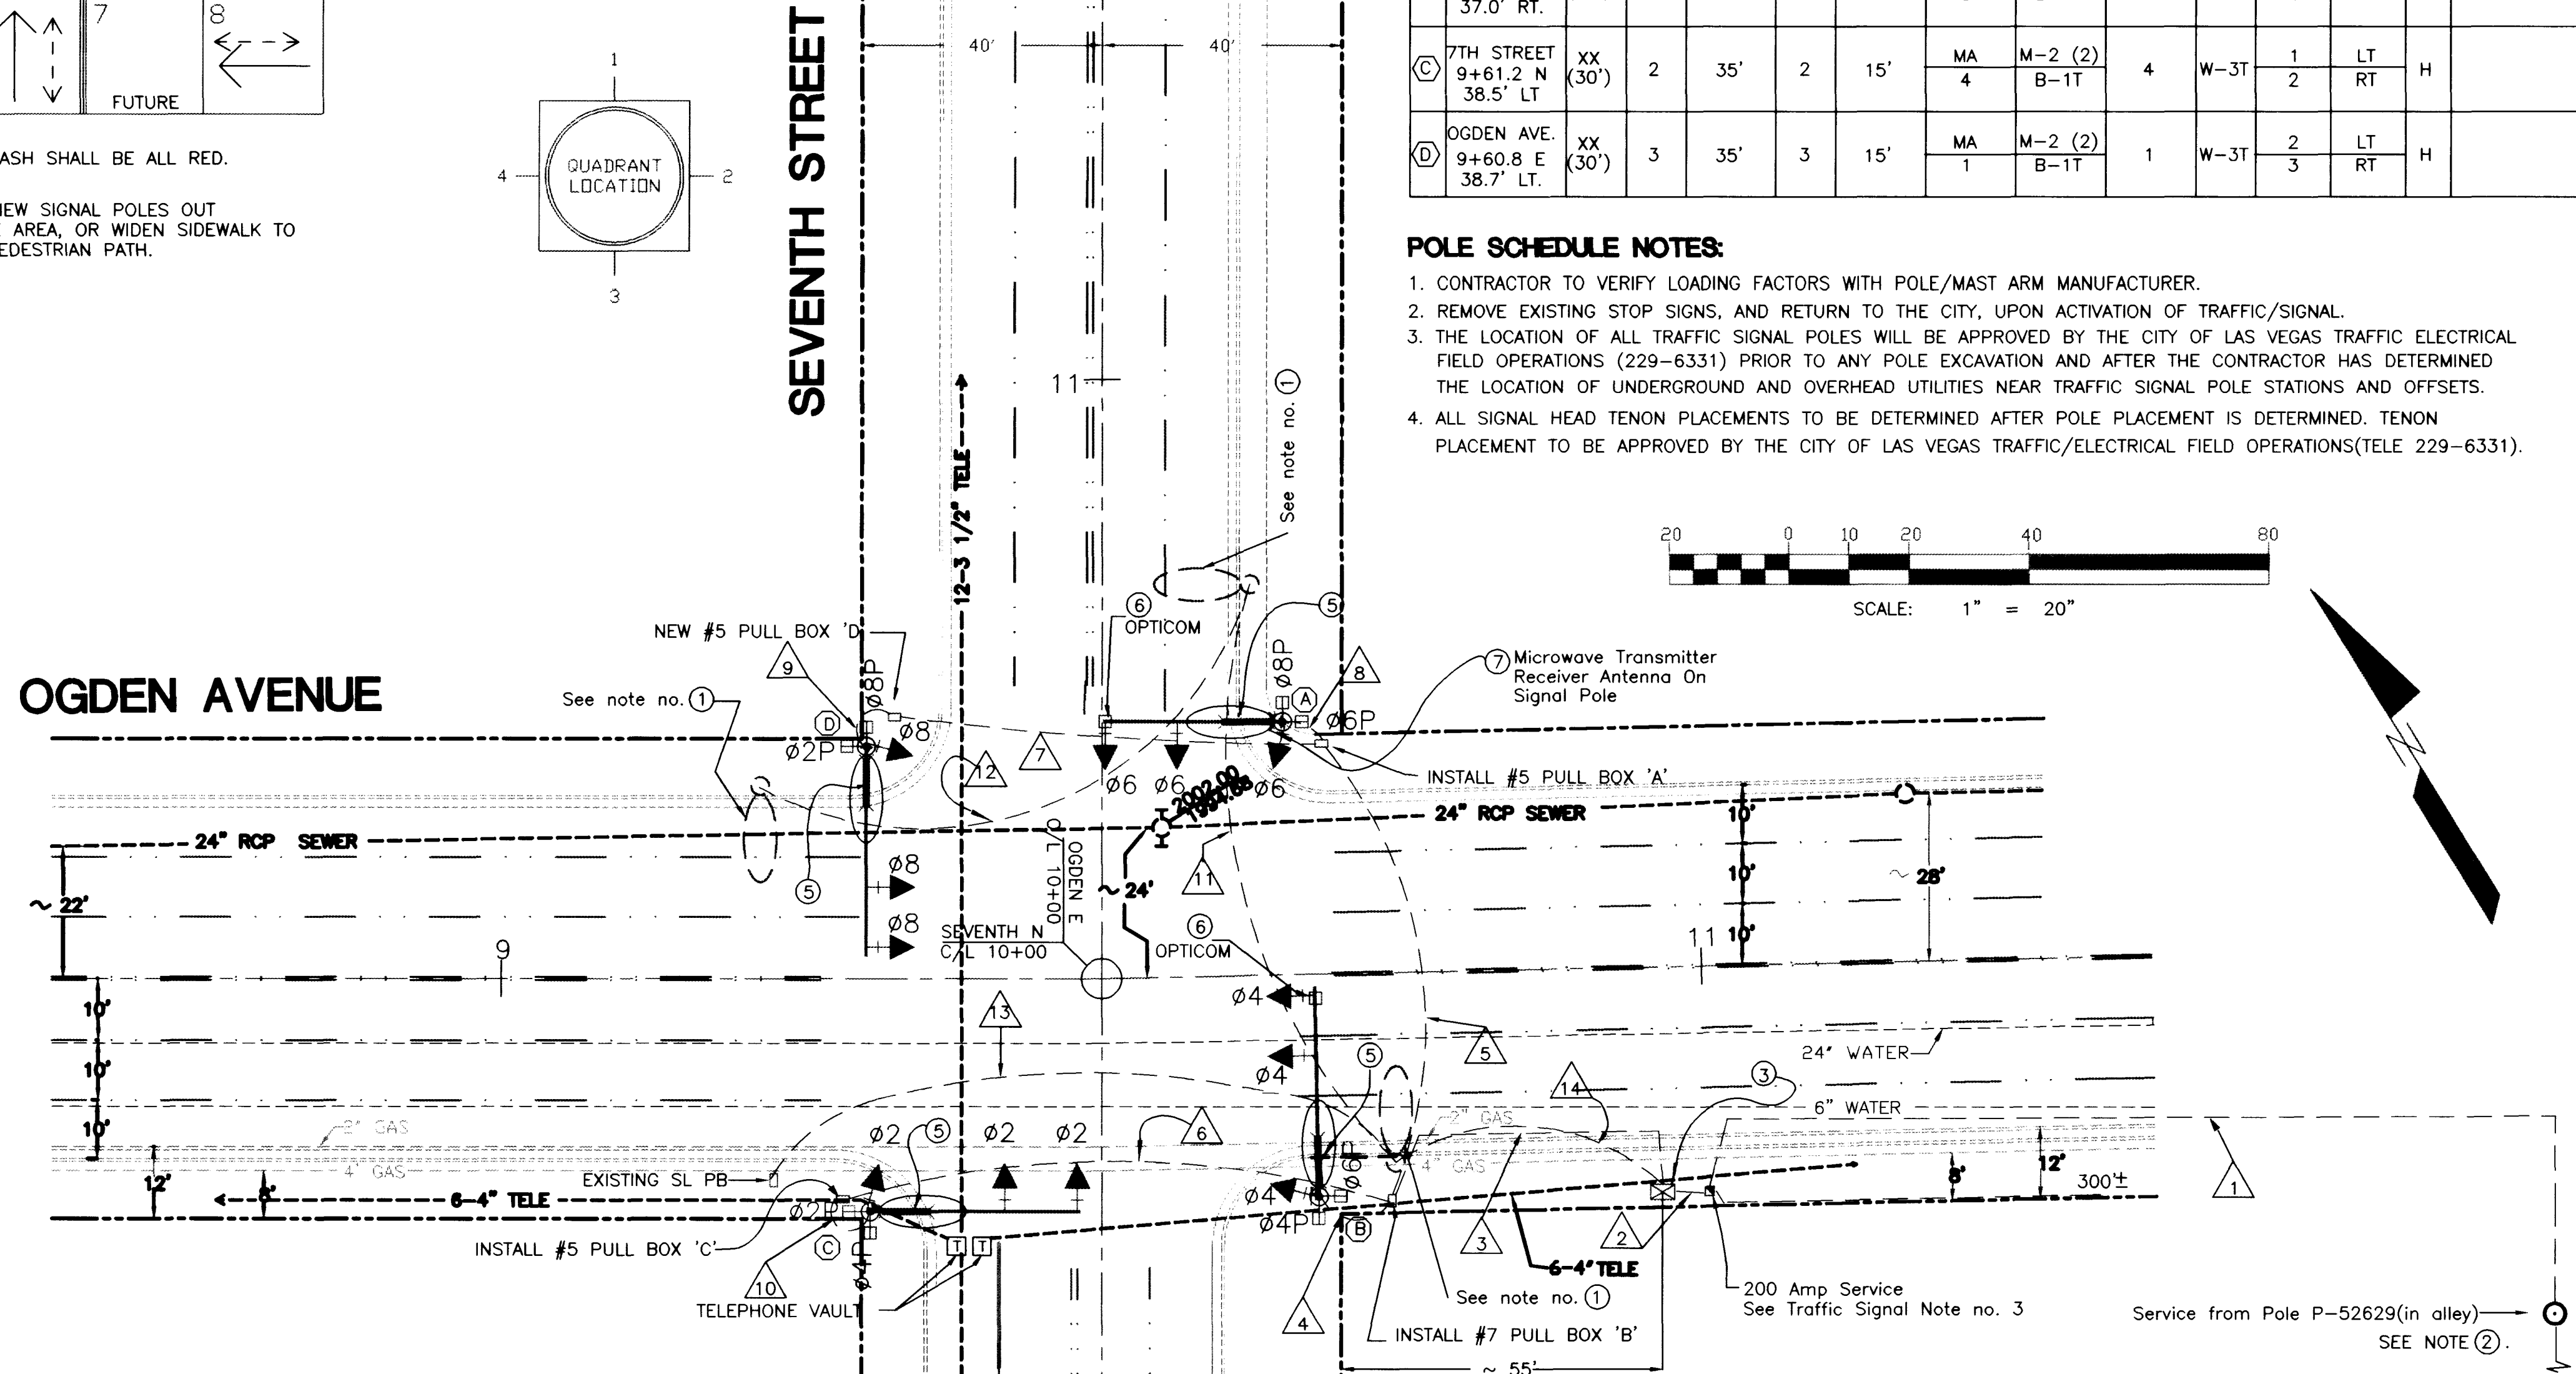 7
8
FUTURE
ASH SHALL BE ALL RED.
EW SIGNAL POLES OUT
AREA, OR WIDEN SIDEWALK TO
EDESTRIAN PATH.
1
4
QUADRANT
LOCATION
2
3
SEVENTH STREET
40'
40'
11
12-3 1/2" TELE
See note no. 1
37.0' RT.
C
7TH STREET
9+61.2 N
38.5' LT
XX
(30')
2
35'
2
15'
MA
4
M-2 (2)
B-1T
4
W-3T
1
2
LT
RT
H
D
OGDEN AVE.
9+60.8 E
38.7' LT.
XX
(30')
3
35'
3
15'
MA
1
M-2 (2)
B-1T
1
W-3T
2
3
LT
RT
H
POLE SCHEDULE NOTES:
1. CONTRACTOR TO VERIFY LOADING FACTORS WITH POLE/MAST ARM MANUFACTURER.
2. REMOVE EXISTING STOP SIGNS, AND RETURN TO THE CITY, UPON ACTIVATION OF TRAFFIC/SIGNAL.
3. THE LOCATION OF ALL TRAFFIC SIGNAL POLES WILL BE APPROVED BY THE CITY OF LAS VEGAS TRAFFIC ELECTRICAL
FIELD OPERATIONS (229-6331) PRIOR TO ANY POLE EXCAVATION AND AFTER THE CONTRACTOR HAS DETERMINED
THE LOCATION OF UNDERGROUND AND OVERHEAD UTILITIES NEAR TRAFFIC SIGNAL POLE STATIONS AND OFFSETS.
4. ALL SIGNAL HEAD TENON PLACEMENTS TO BE DETERMINED AFTER POLE PLACEMENT IS DETERMINED. TENON
PLACEMENT TO BE APPROVED BY THE CITY OF LAS VEGAS TRAFFIC/ELECTRICAL FIELD OPERATIONS(TELE 229-6331).
20 0 10 20 40 80
SCALE: 1" = 20"
OGDEN AVENUE
NEW #5 PULL BOX 'D
9
See note no. 1
D
ø2P
ø8P
ø8
6
OPTICOM
5
ø8P
A
8
ø6P
7 Microwave Transmitter
Receiver Antenna On
Signal Pole
INSTALL #5 PULL BOX 'A'
12
7
ø6
ø6
ø6
2002.00
24" RCP SEWER
24" RCP SEWER
~ 22'
5
ø8
ø8
9
OGDEN E
C/L 10+00
SEVENTH N
C/L 10+00
~ 24'
11
6
OPTICOM
10'
10'
10'
~ 28'
11
ø4
ø4
5
5
13
10'
10'
10'
24" WATER
3
14
6" WATER
2" GAS
4" GAS
2" GAS
4" GAS
12'
8'
6-4" TELE
EXISTING SL PB
ø2
5
ø2
ø2
6
ø2P
C
ø4P
INSTALL #5 PULL BOX 'C'
10
TELEPHONE VAULT
T
T
ø6P
ø4
ø4P
B
4
3
2
6-4" TELE
See note no. 1
INSTALL #7 PULL BOX 'B'
~ 55'
8'
12'
300'±
1
200 Amp Service
See Traffic Signal Note no. 3
Service from Pole P-52629(in alley)
SEE NOTE 2 .